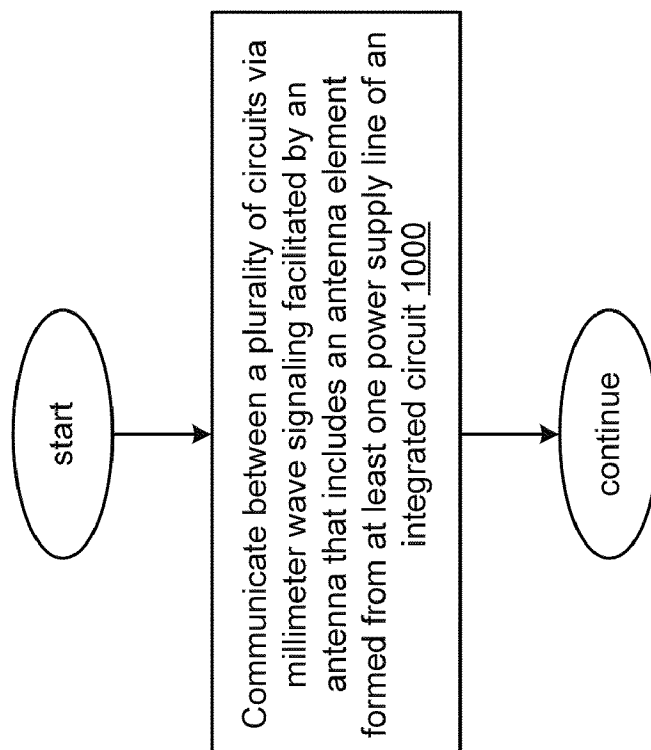 start
Communicate between a plurality of circuits via
millimeter wave signaling facilitated by an
antenna that includes an antenna element
formed from at least one power supply line of an
integrated circuit 1000
continue